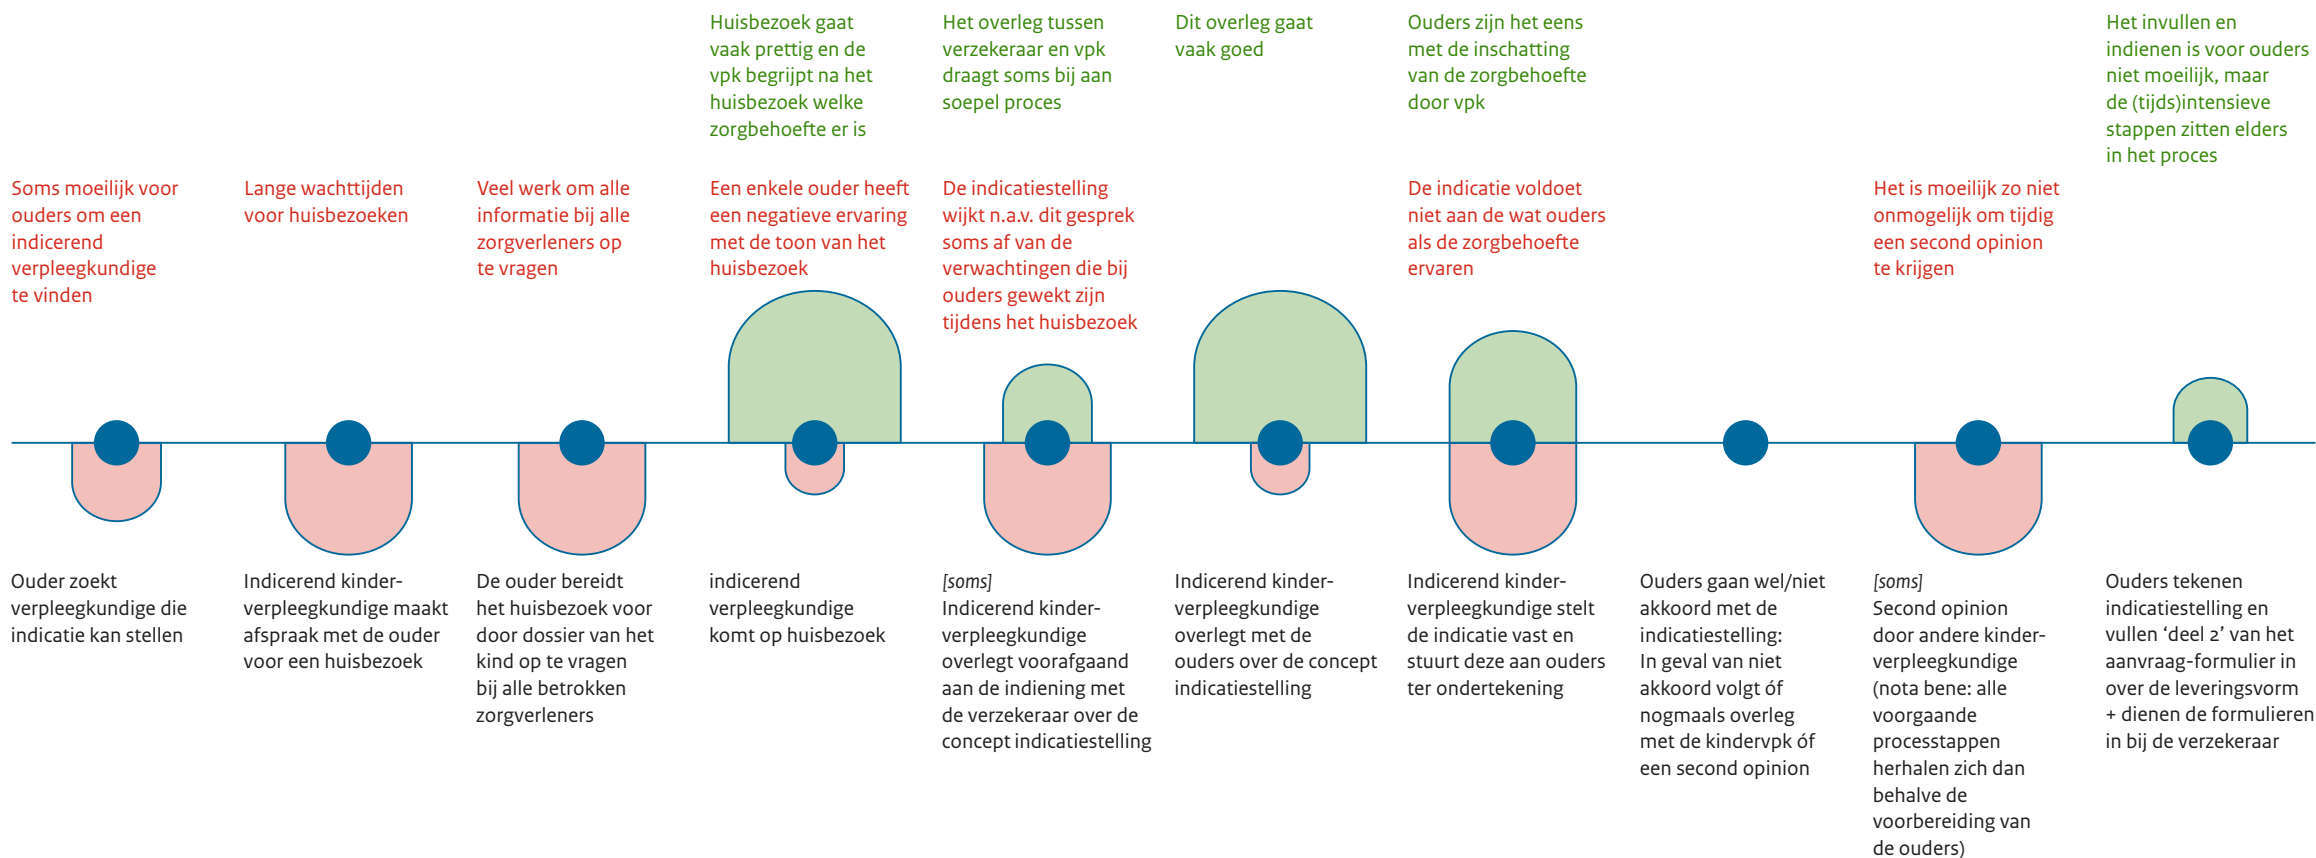 Huisbezoek gaat
vaak prettig en de
vpk begrijpt na het
huisbezoek welke
zorgbehoefte er is
Het overleg tussen
verzekeraar en vpk
draagt soms bij aan
soepel proces
Dit overleg gaat
vaak goed
Ouders zijn het eens
met de inschatting
van de zorgbehoefte
door vpk
Het invullen en
indienen is voor ouders
niet moeilijk, maar
de (tijds)intensieve
stappen zitten elders
in het proces
Soms moeilijk voor
ouders om een
indicerend
verpleegkundige
te vinden
Lange wachttijden
voor huisbezoeken
Veel werk om alle
informatie bij alle
zorgverleners op
te vragen
Een enkele ouder heeft
een negatieve ervaring
met de toon van het
huisbezoek
De indicatiestelling
wijkt n.a.v. dit gesprek
soms af van de
verwachtingen die bij
ouders gewekt zijn
tijdens het huisbezoek
De indicatie voldoet
niet aan de wat ouders
als de zorgbehoefte
ervaren
Het is moeilijk zo niet
onmogelijk om tijdig
een second opinion
te krijgen
Ouder zoekt
verpleegkundige die
indicatie kan stellen
Indicerend kinder-
verpleegkundige maakt
afspraak met de ouder
voor een huisbezoek
De ouder bereidt
het huisbezoek voor
door dossier van het
kind op te vragen
bij alle betrokken
zorgverleners
indicerend
verpleegkundige
komt op huisbezoek
[soms]
Indicerend kinder-
verpleegkundige
overlegt voorafgaand
aan de indiening met
de verzekeraar over de
concept indicatiestelling
Indicerend kinder-
verpleegkundige
overlegt met de
ouders over de concept
indicatiestelling
Indicerend kinder-
verpleegkundige stelt
de indicatie vast en
stuurt deze aan ouders
ter ondertekening
Ouders gaan wel/niet
akkoord met de
indicatiestelling:
In geval van niet
akkoord volgt óf
nogmaals overleg
met de kindervpk óf
een second opinion
[soms]
Second opinion
door andere kinder-
verpleegkundige
(nota bene: alle
voorgaande
processtappen
herhalen zich dan
behalve de
voorbereiding van
de ouders)
Ouders tekenen
indicatiestelling en
vullen ‘deel 2’ van het
aanvraag-formulier in
over de leveringsvorm
+ dienen de formulieren
in bij de verzekeraar